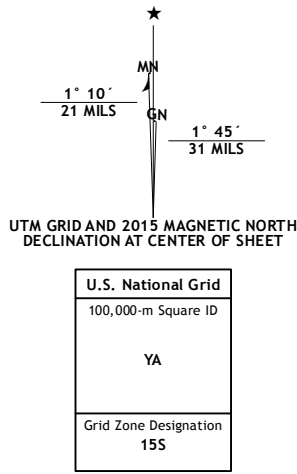 MN
1° 10´
21 MILS
GN
1° 45´
31 MILS
UTM GRID AND 2015 MAGNETIC NORTH
DECLINATION AT CENTER OF SHEET
U.S. National Grid
100,000-m Square ID
YA
Grid Zone Designation
15S